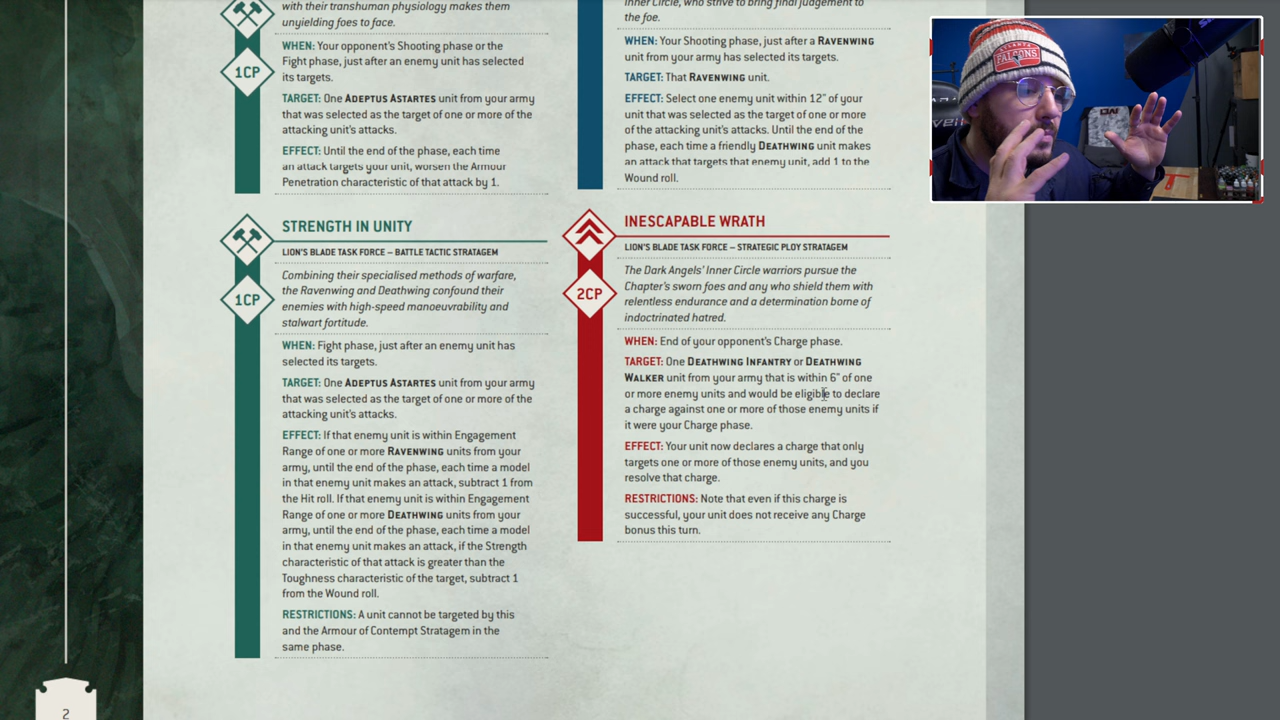 with their transhuman physiology makes them
unyielding foes to face.
1CP
WHEN: Your opponent's Shooting phase or the
Fight phase, just after an enemy unit has selected
its targets.
TARGET: One ADEPTUS ASTARTES unit from your army
that was selected as the target of one or more of the
attacking unit's attacks.
EFFECT: Until the end of the phase, each time
an attack targets your unit, worsen the Armour
Penetration characteristic of that attack by 1.
STRENGTH IN UNITY
LION'S BLADE TASK FORCE – BATTLE TACTIC STRATAGEM
1CP
Combining their specialised methods of warfare,
the Ravenwing and Deathwing confound their
enemies with high-speed manoeuvrability and
stalwart fortitude.
WHEN: Fight phase, just after an enemy unit has
selected its targets.
TARGET: One ADEPTUS ASTARTES unit from your army
that was selected as the target of one or more of the
attacking unit's attacks.
EFFECT: If that enemy unit is within Engagement
Range of one or more RAVENWING units from your
army, until the end of the phase, each time a model
in that enemy unit makes an attack, subtract 1 from
the Hit roll. If that enemy unit is within Engagement
Range of one or more DEATHWING units from your
army, until the end of the phase, each time a model
in that enemy unit makes an attack, if the Strength
characteristic of that attack is greater than the
Toughness characteristic of the target, subtract 1
from the Wound roll.
RESTRICTIONS: A unit cannot be targeted by this
and the Armour of Contempt Stratagem in the
same phase.
Inner Circle, who strive to bring final judgement to
the foe.
WHEN: Your Shooting phase, just after a RAVENWING
unit from your army has selected its targets.
TARGET: That RAVENWING unit.
EFFECT: Select one enemy unit within 12" of your
unit that was selected as the target of one or more
of the attacking unit's attacks. Until the end of the
phase, each time a friendly DEATHWING unit makes
an attack that targets that enemy unit, add 1 to the
Wound roll.
INESCAPABLE WRATH
LION'S BLADE TASK FORCE – STRATEGIC PLOY STRATAGEM
2CP
The Dark Angels' Inner Circle warriors pursue the
Chapter's sworn foes and any who shield them with
relentless endurance and a determination borne of
indoctrinated hatred.
WHEN: End of your opponent's Charge phase.
TARGET: One DEATHWING INFANTRY or DEATHWING
WALKER unit from your army that is within 6" of one
or more enemy units and would be eligible to declare
a charge against one or more of those enemy units if
it were your Charge phase.
EFFECT: Your unit now declares a charge that only
targets one or more of those enemy units, and you
resolve that charge.
RESTRICTIONS: Note that even if this charge is
successful, your unit does not receive any Charge
bonus this turn.
2
ATLANTA
FALCONS